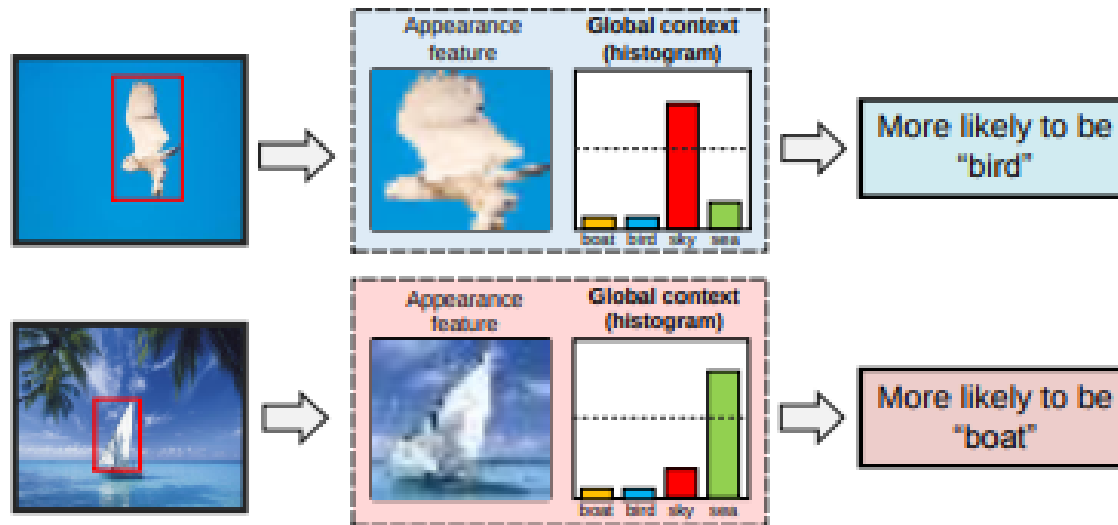 Appearance
feature
Global context
(histogram)
boat bird sky sea
More likely to be
“bird”
Appearance
feature
Global context
(histogram)
boat bird sky sea
More likely to be
“boat”